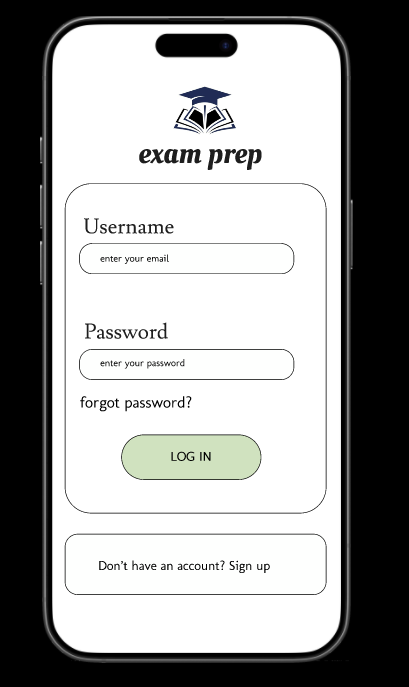 exam prep
Username
enter your email
Password
enter your password
forgot password?
LOG IN
Don't have an account? Sign up